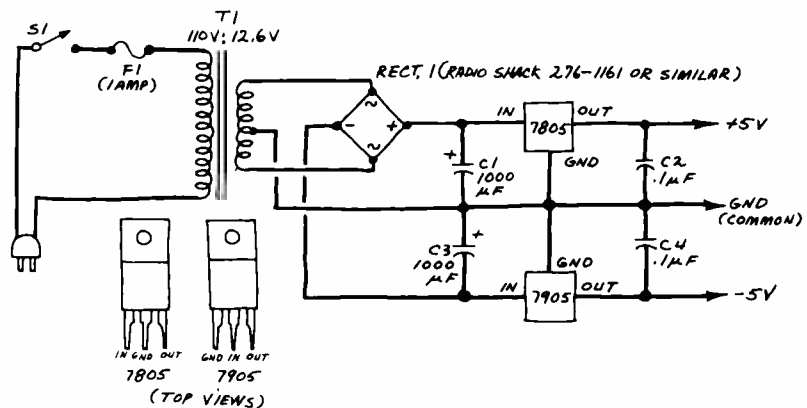 S1
F1
(1AMP)
T1
110V:12.6V
RECT. 1 (RADIO SHACK 276-1161 OR SIMILAR)
~
-
+
~
IN
7805
OUT
GND
+5V
+
C1
1000
µF
C2
.1µF
GND
(COMMON)
+
C3
1000
µF
C4
.1µF
GND
IN
7905
OUT
-5V
IN GND OUT
7805
GND IN OUT
7905
(TOP VIEWS)